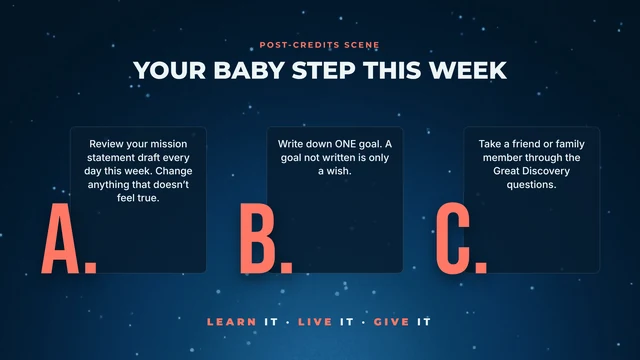 POST-CREDITS SCENE
YOUR BABY STEP THIS WEEK
A.
Review your mission
statement draft every
day this week. Change
anything that doesn't
feel true.
B.
Write down ONE goal. A
goal not written is only
a wish.
C.
Take a friend or family
member through the
Great Discovery
questions.
LEARN IT · LIVE IT · GIVE IT